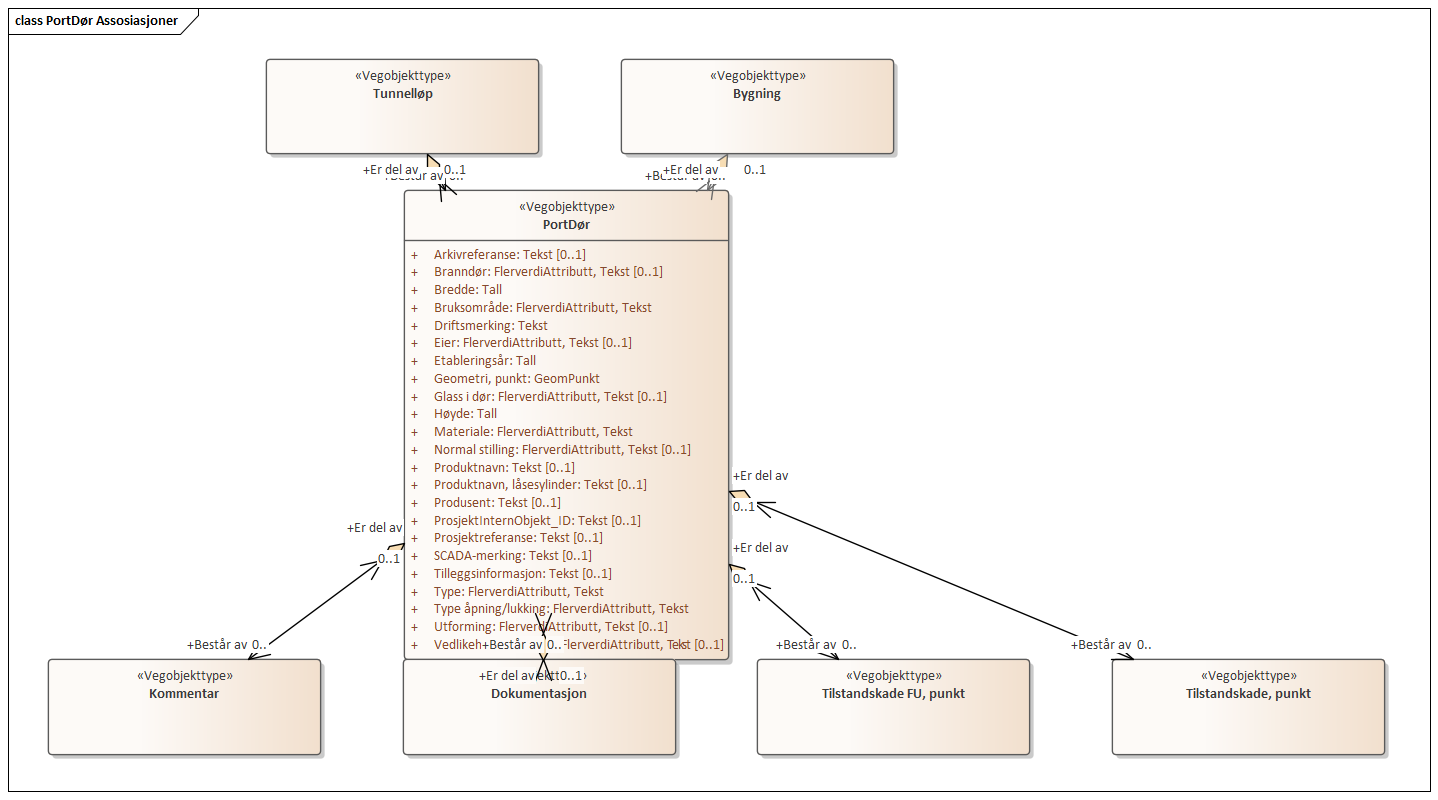 class PortDør Assosiasjoner
«Vegobjekttype»
Tunnelløp
«Vegobjekttype»
Bygning
+Er del av
0..1
+Består av 0..
+Er del av
0..1
«Vegobjekttype»
PortDør
+ Arkivreferanse: Tekst [0..1]
+ Branndør: FlerverdiAttributt, Tekst [0..1]
+ Bredde: Tall
+ Bruksområde: FlerverdiAttributt, Tekst
+ Driftsmerking: Tekst
+ Eier: FlerverdiAttributt, Tekst [0..1]
+ Etableringsår: Tall
+ Geometri, punkt: GeomPunkt
+ Glass i dør: FlerverdiAttributt, Tekst [0..1]
+ Høyde: Tall
+ Materiale: FlerverdiAttributt, Tekst
+ Normal stilling: FlerverdiAttributt, Tekst [0..1]
+ Produktnavn: Tekst [0..1]
+ Produktnavn, låsesylinder: Tekst [0..1]
+ Produsent: Tekst [0..1]
+ ProsjektInternObjekt_ID: Tekst [0..1]
+ Prosjektreferanse: Tekst [0..1]
+ SCADA-merking: Tekst [0..1]
+ Tilleggsinformasjon: Tekst [0..1]
+ Type: FlerverdiAttributt, Tekst
+ Type åpning/lukking: FlerverdiAttributt, Tekst
+ Utforming: FlerverdiAttributt, Tekst [0..1]
+ Vedlikeh
+Består av 0..
FlerverdiAttributt, Tekst [0..1]
+Er del av
0..1
+Er del av
0..1
+Er del av
0..1
+Består av 0..
+Består av 0..
+Består av 0..
«Vegobjekttype»
Kommentar
+Er del av
0..1
Dokumentasjon
«Vegobjekttype»
Tilstandskade FU, punkt
«Vegobjekttype»
Tilstandskade, punkt